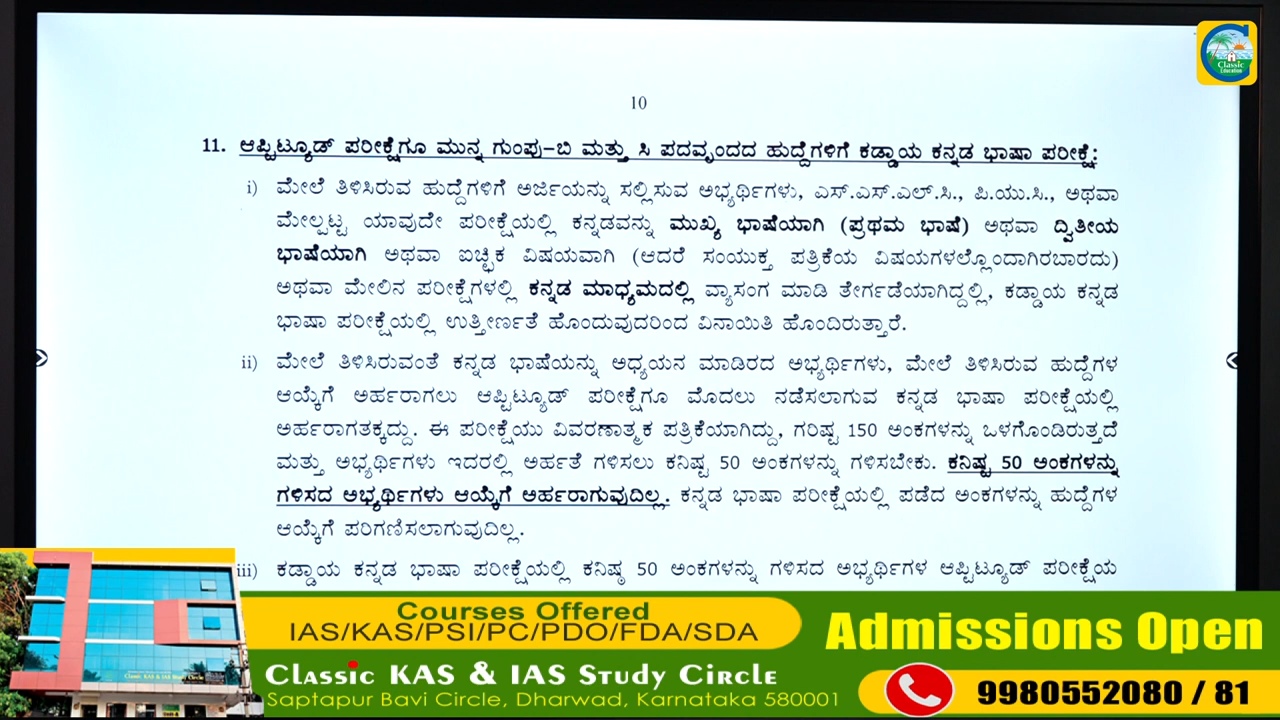 Classic
Education
10
11. ಆಪ್ಟಿಟ್ಯೂಡ್ ಪರೀಕ್ಷೆಗೂ ಮುನ್ನ ಗುಂಪು-ಬಿ ಮತ್ತು ಸಿ ಪದವೃಂದದ ಹುದ್ದೆಗಳಿಗೆ ಕಡ್ಡಾಯ ಕನ್ನಡ ಭಾಷಾ ಪರೀಕ್ಷೆ:
i) ಮೇಲೆ ತಿಳಿಸಿರುವ ಹುದ್ದೆಗಳಿಗೆ ಅರ್ಜಿಯನ್ನು ಸಲ್ಲಿಸುವ ಅಭ್ಯರ್ಥಿಗಳು, ಎಸ್.ಎಸ್.ಎಲ್.ಸಿ., ಪಿ.ಯು.ಸಿ., ಅಥವಾ
ಮೇಲ್ಪಟ್ಟ ಯಾವುದೇ ಪರೀಕ್ಷೆಯಲ್ಲಿ ಕನ್ನಡವನ್ನು ಮುಖ್ಯ ಭಾಷೆಯಾಗಿ (ಪ್ರಥಮ ಭಾಷೆ) ಅಥವಾ ದ್ವಿತೀಯ
ಭಾಷೆಯಾಗಿ ಅಥವಾ ಐಚ್ಛಿಕ ವಿಷಯವಾಗಿ (ಆದರೆ ಸಂಯುಕ್ತ ಪತ್ರಿಕೆಯ ವಿಷಯಗಳಲ್ಲೊಂದಾಗಿರಬಾರದು)
ಅಥವಾ ಮೇಲಿನ ಪರೀಕ್ಷೆಗಳಲ್ಲಿ ಕನ್ನಡ ಮಾಧ್ಯಮದಲ್ಲಿ ವ್ಯಾಸಂಗ ಮಾಡಿ ತೇರ್ಗಡೆಯಾಗಿದ್ದಲ್ಲಿ, ಕಡ್ಡಾಯ ಕನ್ನಡ
ಭಾಷಾ ಪರೀಕ್ಷೆಯಲ್ಲಿ ಉತ್ತೀರ್ಣತೆ ಹೊಂದುವುದರಿಂದ ವಿನಾಯಿತಿ ಹೊಂದಿರುತ್ತಾರೆ.
ii) ಮೇಲೆ ತಿಳಿಸಿರುವಂತೆ ಕನ್ನಡ ಭಾಷೆಯನ್ನು ಅಧ್ಯಯನ ಮಾಡಿರದ ಅಭ್ಯರ್ಥಿಗಳು, ಮೇಲೆ ತಿಳಿಸಿರುವ ಹುದ್ದೆಗಳ
ಆಯ್ಕೆಗೆ ಅರ್ಹರಾಗಲು ಆಪ್ಟಿಟ್ಯೂಡ್ ಪರೀಕ್ಷೆಗೂ ಮೊದಲು ನಡೆಸಲಾಗುವ ಕನ್ನಡ ಭಾಷಾ ಪರೀಕ್ಷೆಯಲ್ಲಿ
ಅರ್ಹರಾಗತಕ್ಕದ್ದು. ಈ ಪರೀಕ್ಷೆಯು ವಿವರಣಾತ್ಮಕ ಪತ್ರಿಕೆಯಾಗಿದ್ದು, ಗರಿಷ್ಟ 150 ಅಂಕಗಳನ್ನು ಒಳಗೊಂಡಿರುತ್ತದೆ
ಮತ್ತು ಅಭ್ಯರ್ಥಿಗಳು ಇದರಲ್ಲಿ ಅರ್ಹತೆ ಗಳಿಸಲು ಕನಿಷ್ಟ 50 ಅಂಕಗಳನ್ನು ಗಳಿಸಬೇಕು. ಕನಿಷ್ಟ 50 ಅಂಕಗಳನ್ನು
ಗಳಿಸದ ಅಭ್ಯರ್ಥಿಗಳು ಆಯ್ಕೆಗೆ ಅರ್ಹರಾಗುವುದಿಲ್ಲ. ಕನ್ನಡ ಭಾಷಾ ಪರೀಕ್ಷೆಯಲ್ಲಿ ಪಡೆದ ಅಂಕಗಳನ್ನು ಹುದ್ದೆಗಳ
ಆಯ್ಕೆಗೆ ಪರಿಗಣಿಸಲಾಗುವುದಿಲ್ಲ.
iii) ಕಡ್ಡಾಯ ಕನ್ನಡ ಭಾಷಾ ಪರೀಕ್ಷೆಯಲ್ಲಿ ಕನಿಷ್ಠ 50 ಅಂಕಗಳನ್ನು ಗಳಿಸದ ಅಭ್ಯರ್ಥಿಗಳ ಆಪ್ಟಿಟ್ಯೂಡ್ ಪರೀಕ್ಷೆಯ
Courses Offered
IAS/KAS/PSI/PC/PDO/FDA/SDA
Classic KAS & IAS Study Circle
Saptapur Bavi Circle, Dharwad, Karnataka 580001
Admissions Open
9980552080 / 81
Classic KAS & IAS Study Circle